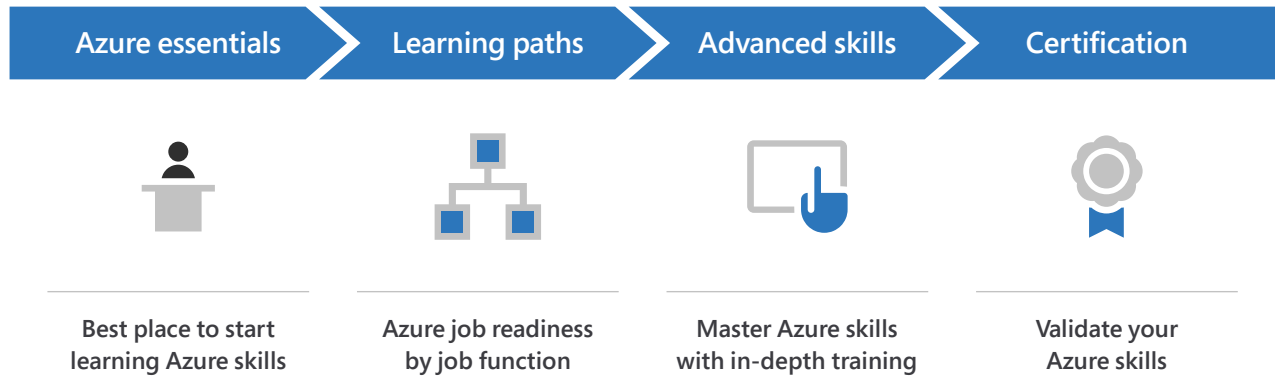 Azure essentials
Learning paths
Advanced skills
Certification
Best place to start
learning Azure skills
Azure job readiness
by job function
Master Azure skills
with in-depth training
Validate your
Azure skills